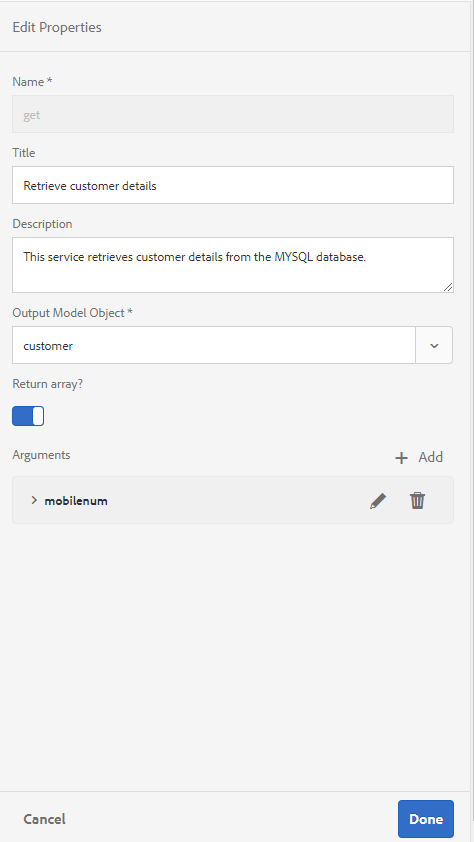 Edit Properties
Name *
get
Title
Retrieve customer details
Description
This service retrieves customer details from the MYSQL database.
Output Model Object *
customer
Return array?
Arguments
Add
mobilenum
Cancel
Done